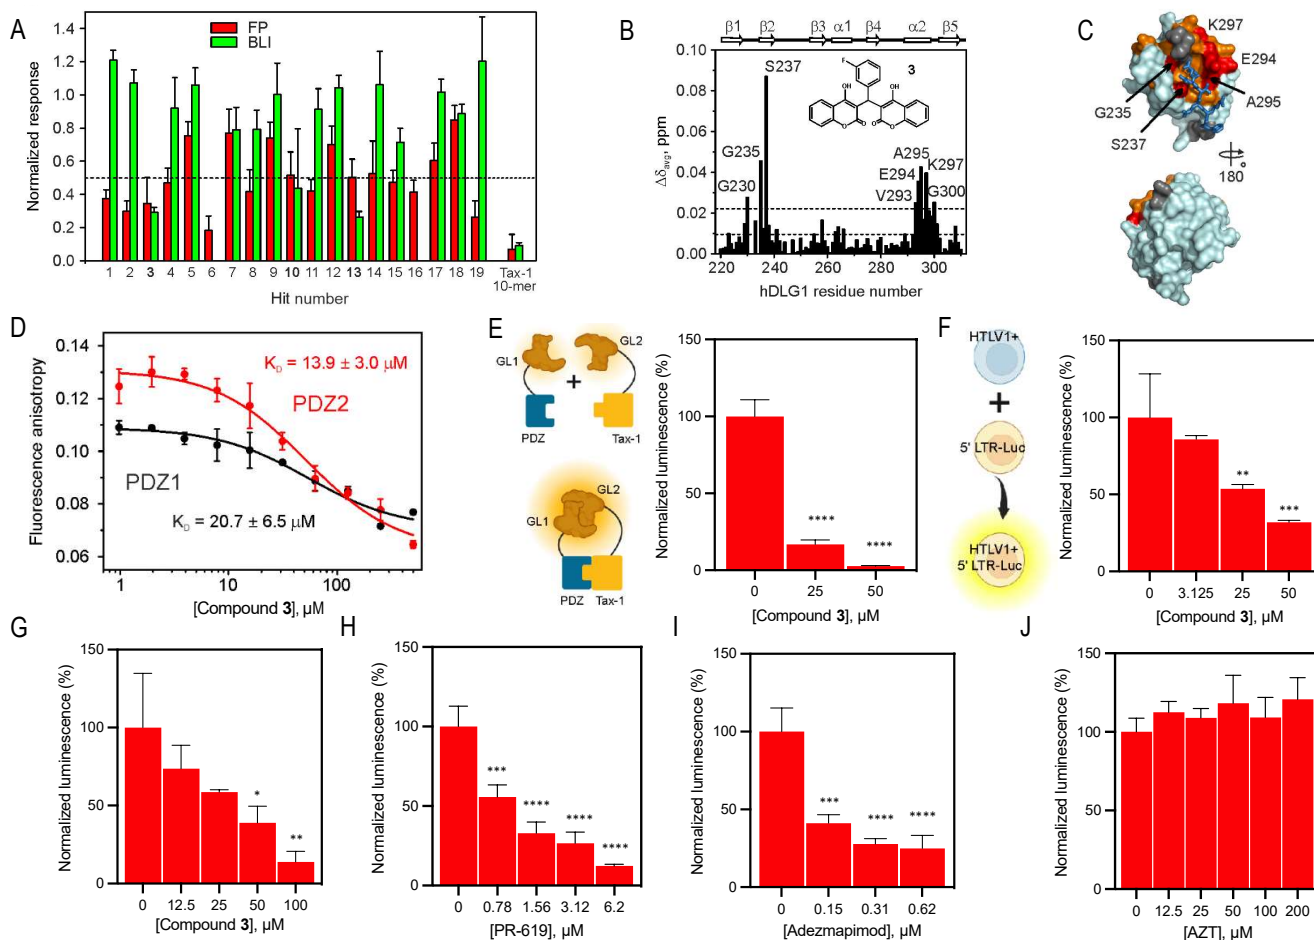 A
FP
BLI
Normalized response
1.4
1.2
1.0
0.8
0.6
0.4
0.2
0.0
1 2 3 4 5 6 7 8 9 10 11 12 13 14 15 16 17 18 19 Tax-1
10-mer
Hit number
B
β1 β2 β3 α1 β4 α2 β5
Δδavg, ppm
0.10
0.08
0.06
0.04
0.02
0.00
S237
G235
G230
3
F
OH
OH
O
O
O
O
A295
E294
K297
V293
G300
220 240 260 280 300
hDLG1 residue number
C
K297
E294
A295
G235
S237
180°
D
Fluorescence anisotropy
0.14
0.12
0.10
0.08
0.06
KD = 13.9 ± 3.0 μM
PDZ2
PDZ1
KD = 20.7 ± 6.5 μM
1 10 100
[Compound 3], μM
E
GL1
GL2
+
PDZ
Tax-1
GL2
GL1
PDZ Tax-1
Normalized luminescence (%)
150
100
50
0
****
****
0 25 50
[Compound 3], μM
F
HTLV1+
+
5' LTR-Luc
HTLV1+
5' LTR-Luc
Normalized luminescence (%)
150
100
50
0
**
***
0 3.125 25 50
[Compound 3], μM
G
Normalized luminescence (%)
150
100
50
0
*
**
0 12.5 25 50 100
[Compound 3], μM
H
Normalized luminescence (%)
150
100
50
0
***
****
****
****
0 0.78 1.56 3.12 6.2
[PR-619], μM
I
Normalized luminescence (%)
150
100
50
0
***
****
****
0 0.15 0.31 0.62
[Adezmapimod], μM
J
Normalized luminescence (%)
150
100
50
0
0 12.5 25 50 100 200
[AZT], μM